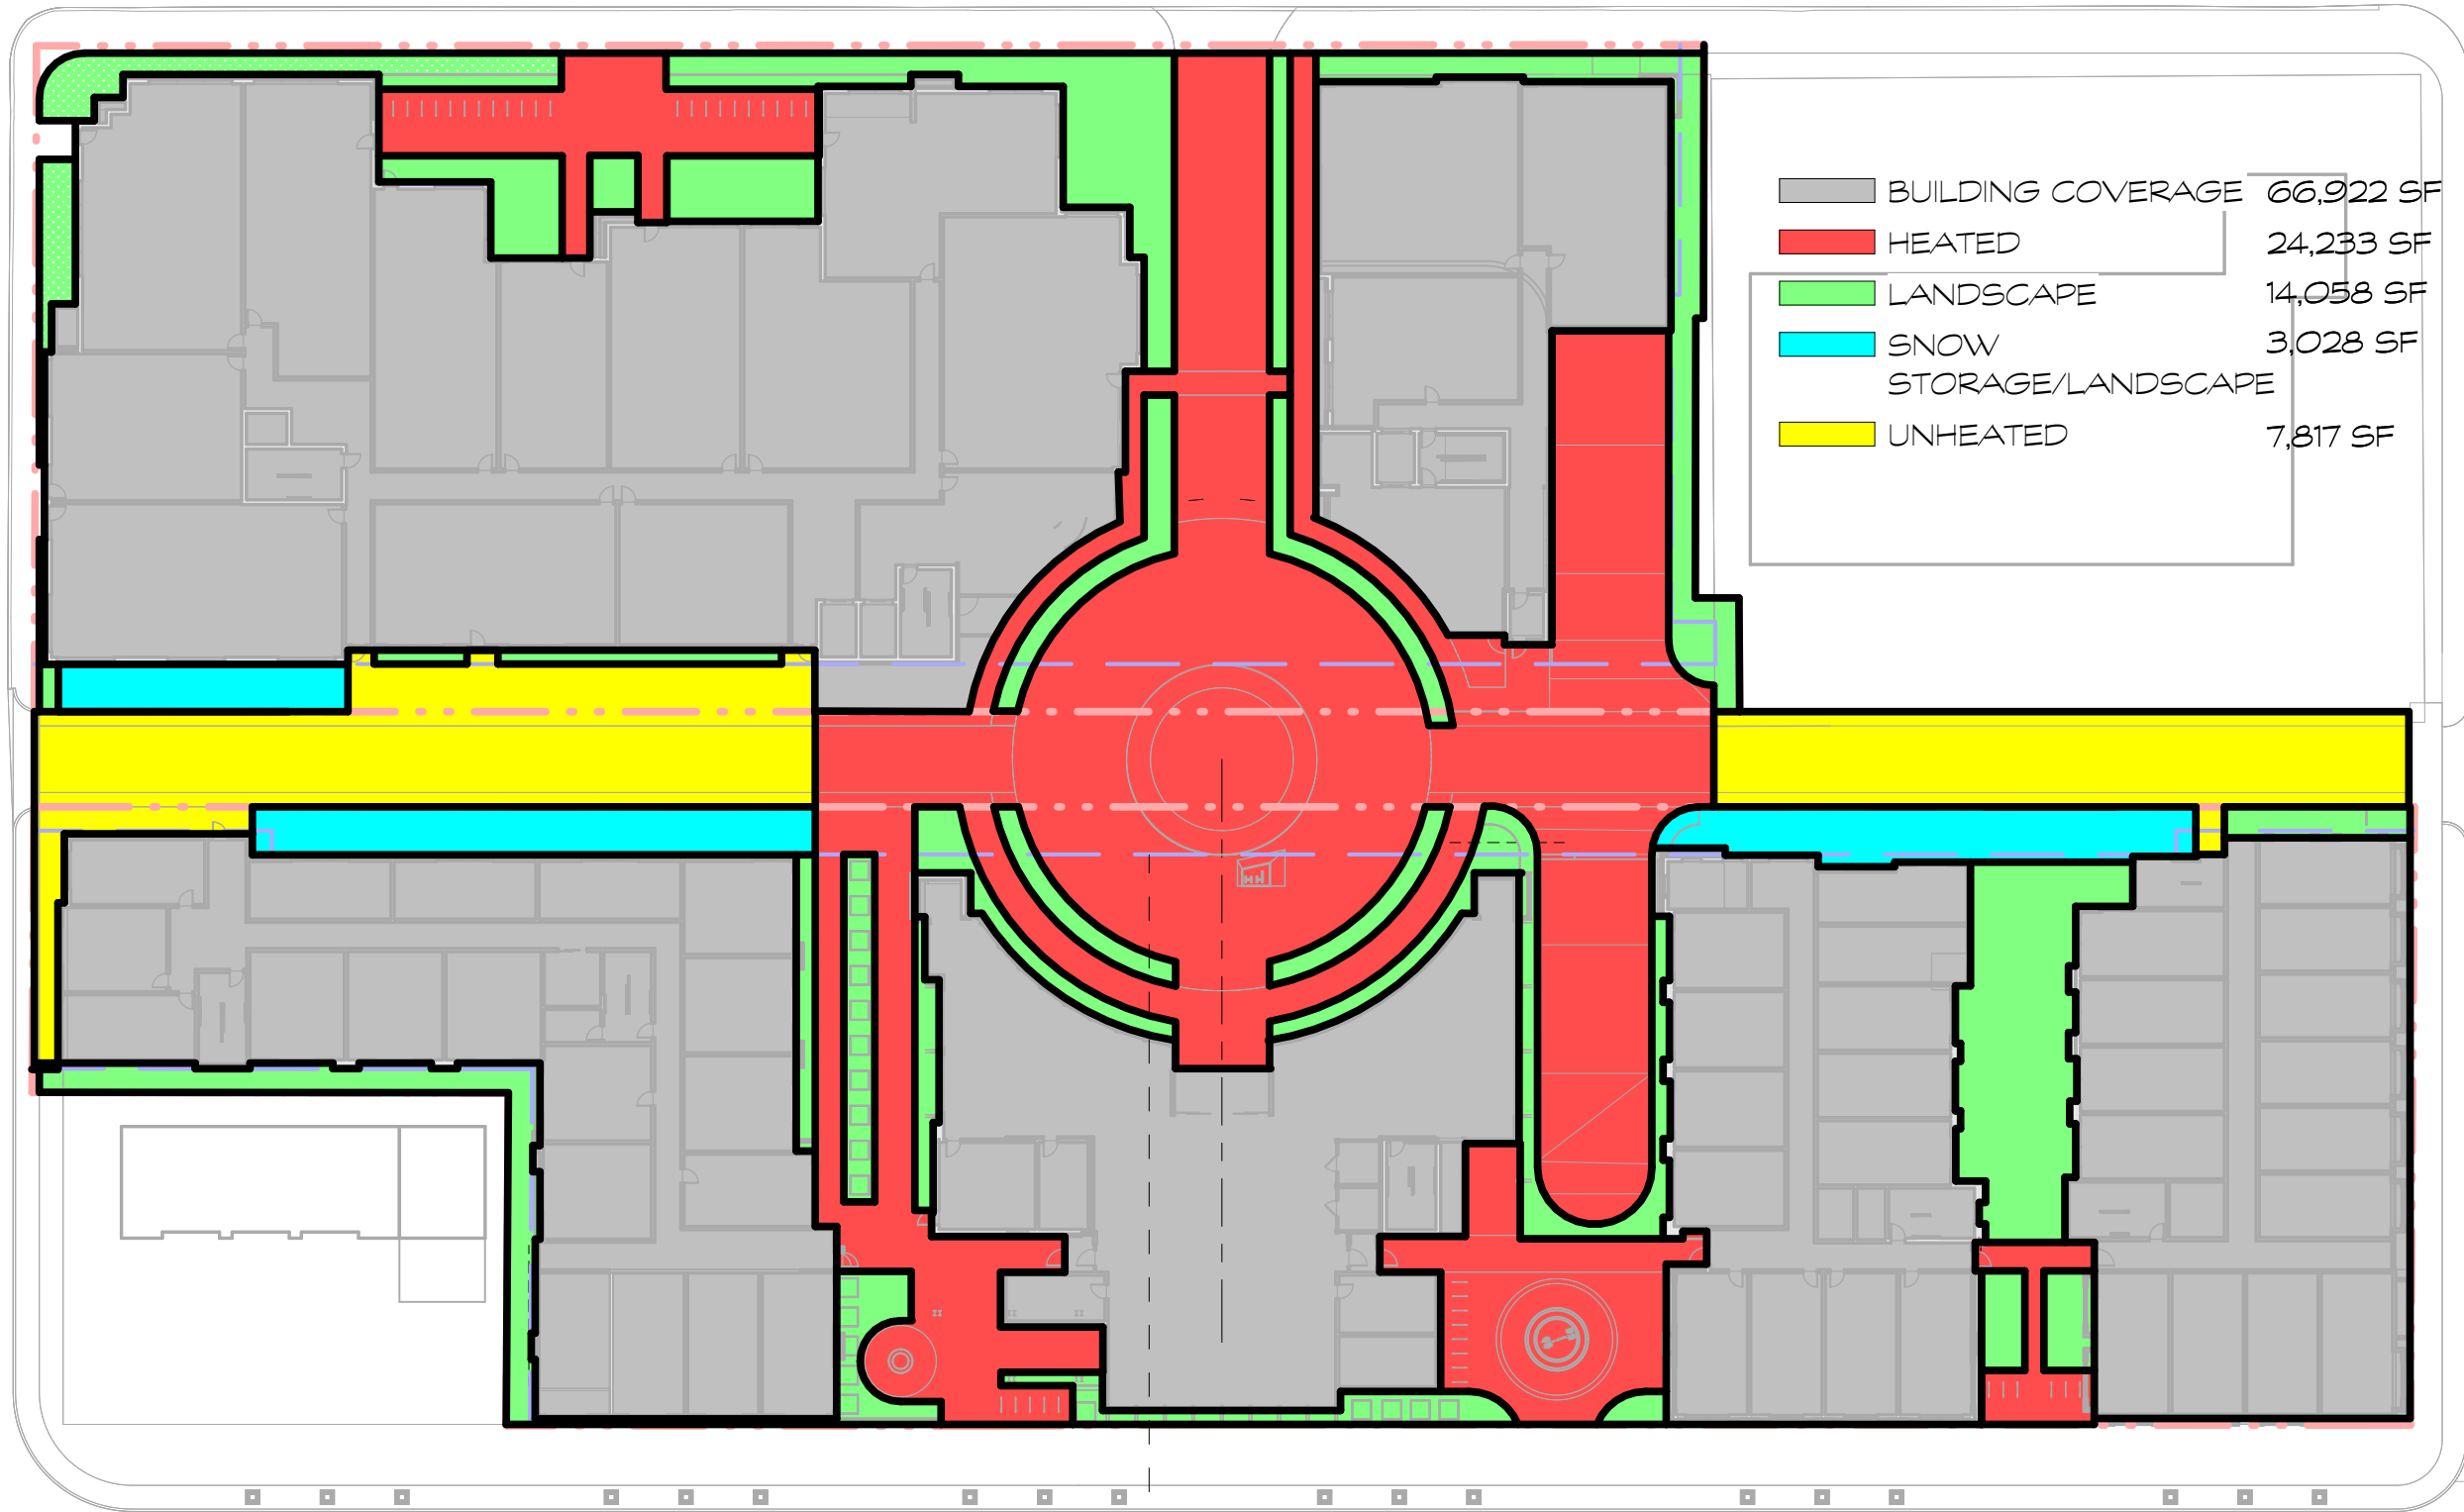 BUILDING COVERAGE 66,922 SF
HEATED 24,233 SF
LANDSCAPE 14,058 SF
SNOW 3,028 SF
STORAGE/LANDSCAPE
UNHEATED 7,817 SF